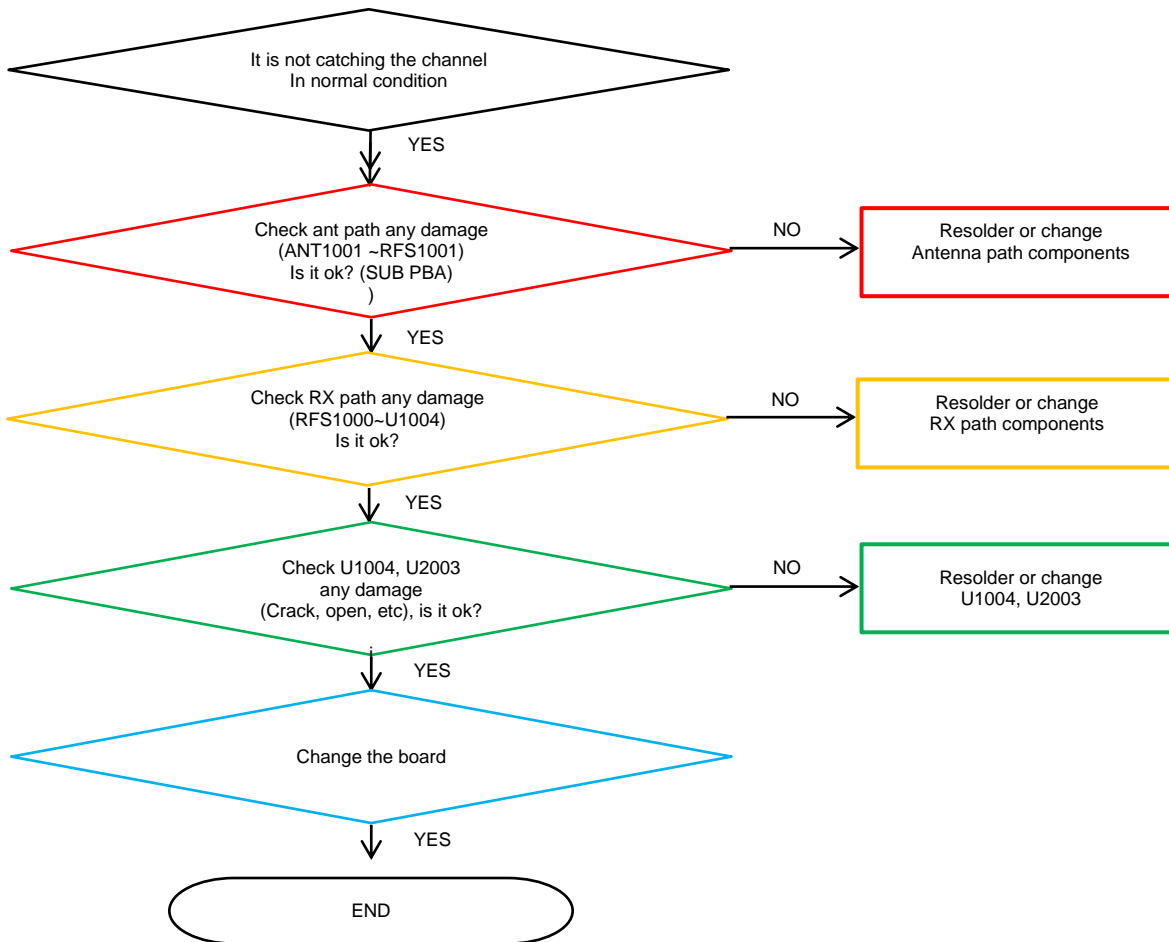 It is not catching the channel
In normal condition
YES
Check ant path any damage
(ANT1001 ~RFS1001)
Is it ok? (SUB PBA)
)
NO
Resolder or change
Antenna path components
YES
Check RX path any damage
(RFS1000~U1004)
Is it ok?
NO
Resolder or change
RX path components
YES
Check U1004, U2003
any damage
(Crack, open, etc), is it ok?
;
NO
Resolder or change
U1004, U2003
YES
Change the board
YES
END